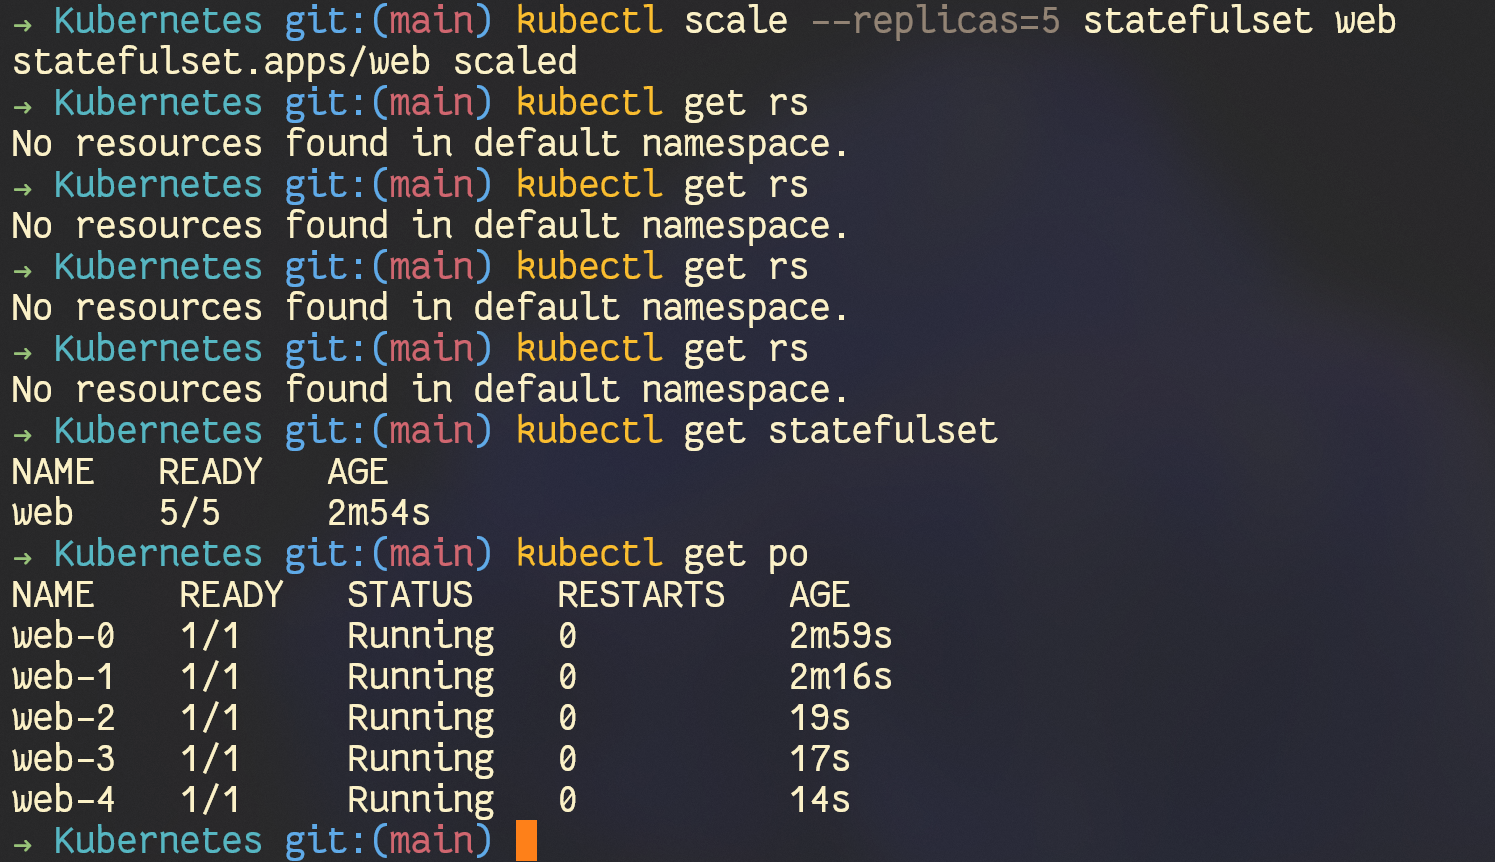 → Kubernetes git:(main) kubectl scale --replicas=5 statefulset web
statefulset.apps/web scaled
→ Kubernetes git:(main) kubectl get rs
No resources found in default namespace.
→ Kubernetes git:(main) kubectl get rs
No resources found in default namespace.
→ Kubernetes git:(main) kubectl get rs
No resources found in default namespace.
→ Kubernetes git:(main) kubectl get rs
No resources found in default namespace.
→ Kubernetes git:(main) kubectl get statefulset
NAME   READY   AGE
web    5/5     2m54s
→ Kubernetes git:(main) kubectl get po
NAME    READY   STATUS    RESTARTS   AGE
web-0   1/1     Running   0          2m59s
web-1   1/1     Running   0          2m16s
web-2   1/1     Running   0          19s
web-3   1/1     Running   0          17s
web-4   1/1     Running   0          14s
→ Kubernetes git:(main)